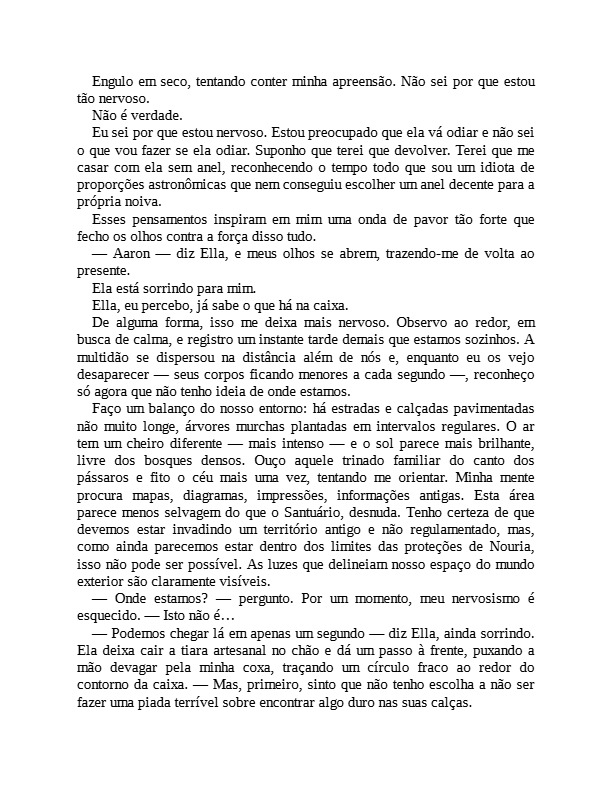 Engulo em seco, tentando conter minha apreensão. Não sei por que estou
tão nervoso.
Não é verdade.
Eu sei por que estou nervoso. Estou preocupado que ela vá odiar e não sei
o que vou fazer se ela odiar. Suponho que terei que devolver. Terei que me
casar com ela sem anel, reconhecendo o tempo todo que sou um idiota de
proporções astronômicas que nem conseguiu escolher um anel decente para a
própria noiva.
Esses pensamentos inspiram em mim uma onda de pavor tão forte que
fecho os olhos contra a força disso tudo.
— Aaron — diz Ella, e meus olhos se abrem, trazendo-me de volta ao
presente.
Ela está sorrindo para mim.
Ella, eu percebo, já sabe o que há na caixa.
De alguma forma, isso me deixa mais nervoso. Observo ao redor, em
busca de calma, e registro um instante tarde demais que estamos sozinhos. A
multidão se dispersou na distância além de nós e, enquanto eu os vejo
desaparecer — seus corpos ficando menores a cada segundo —, reconheço
só agora que não tenho ideia de onde estamos.
Faço um balanço do nosso entorno: há estradas e calçadas pavimentadas
não muito longe, árvores murchas plantadas em intervalos regulares. O ar
tem um cheiro diferente — mais intenso — e o sol parece mais brilhante,
livre dos bosques densos. Ouço aquele trinado familiar do canto dos
pássaros e fito o céu mais uma vez, tentando me orientar. Minha mente
procura mapas, diagramas, impressões, informações antigas. Esta área
parece menos selvagem do que o Santuário, desnuda. Tenho certeza de que
devemos estar invadindo um território antigo e não regulamentado, mas,
como ainda parecemos estar dentro dos limites das proteções de Nouria,
isso não pode ser possível. As luzes que delineiam nosso espaço do mundo
exterior são claramente visíveis.
— Onde estamos? — pergunto. Por um momento, meu nervosismo é
esquecido. — Isto não é…
— Podemos chegar lá em apenas um segundo — diz Ella, ainda sorrindo.
Ela deixa cair a tiara artesanal no chão e dá um passo à frente, puxando a
mão devagar pela minha coxa, traçando um círculo fraco ao redor do
contorno da caixa. — Mas, primeiro, sinto que não tenho escolha a não ser
fazer uma piada terrível sobre encontrar algo duro nas suas calças.